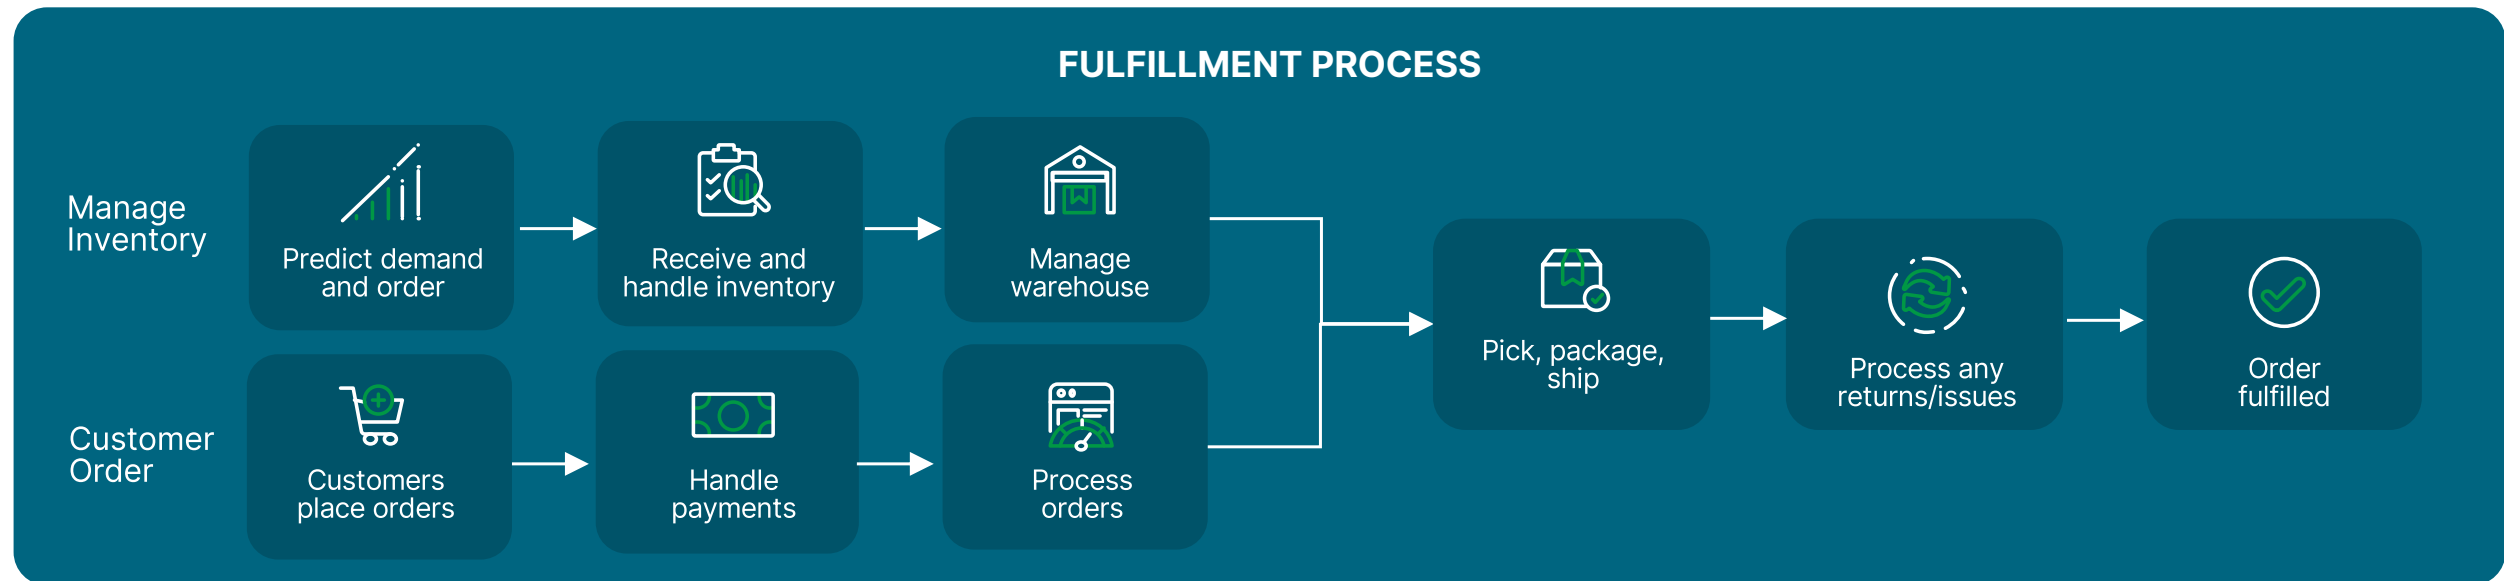 FULFILLMENT PROCESS
Manage
Inventory
Predict demand
and order
Receive and
handle inventory
Manage
warehouse
Customer
Order
Customers
place orders
Handle
payments
Process
orders
Pick, package,
ship
Process any
returns/issues
Order
fulfilled